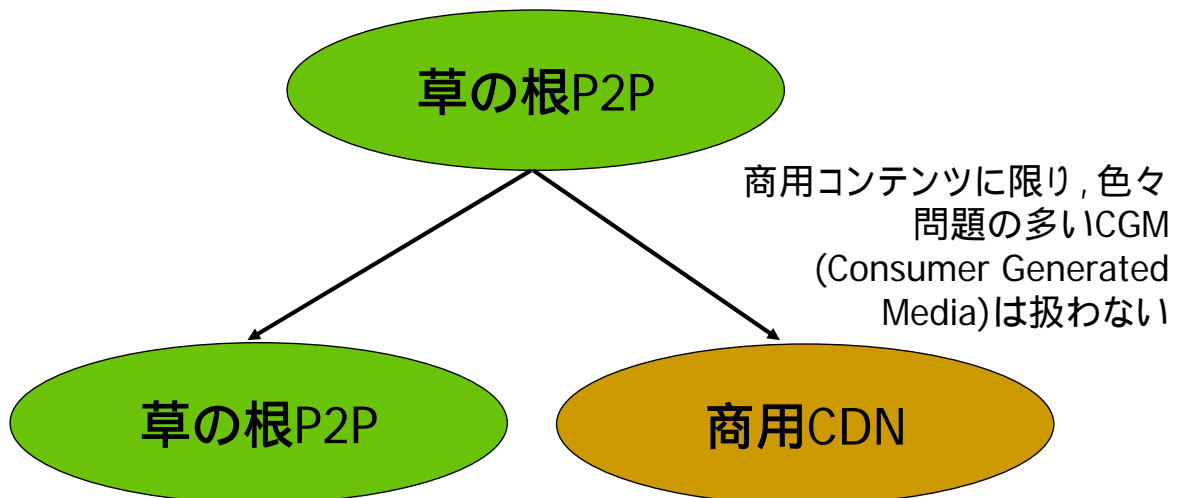 草の根P2P
商用コンテンツに限り,色々
問題の多いCGM
(Consumer Generated
Media)は扱わない
草の根P2P
商用CDN